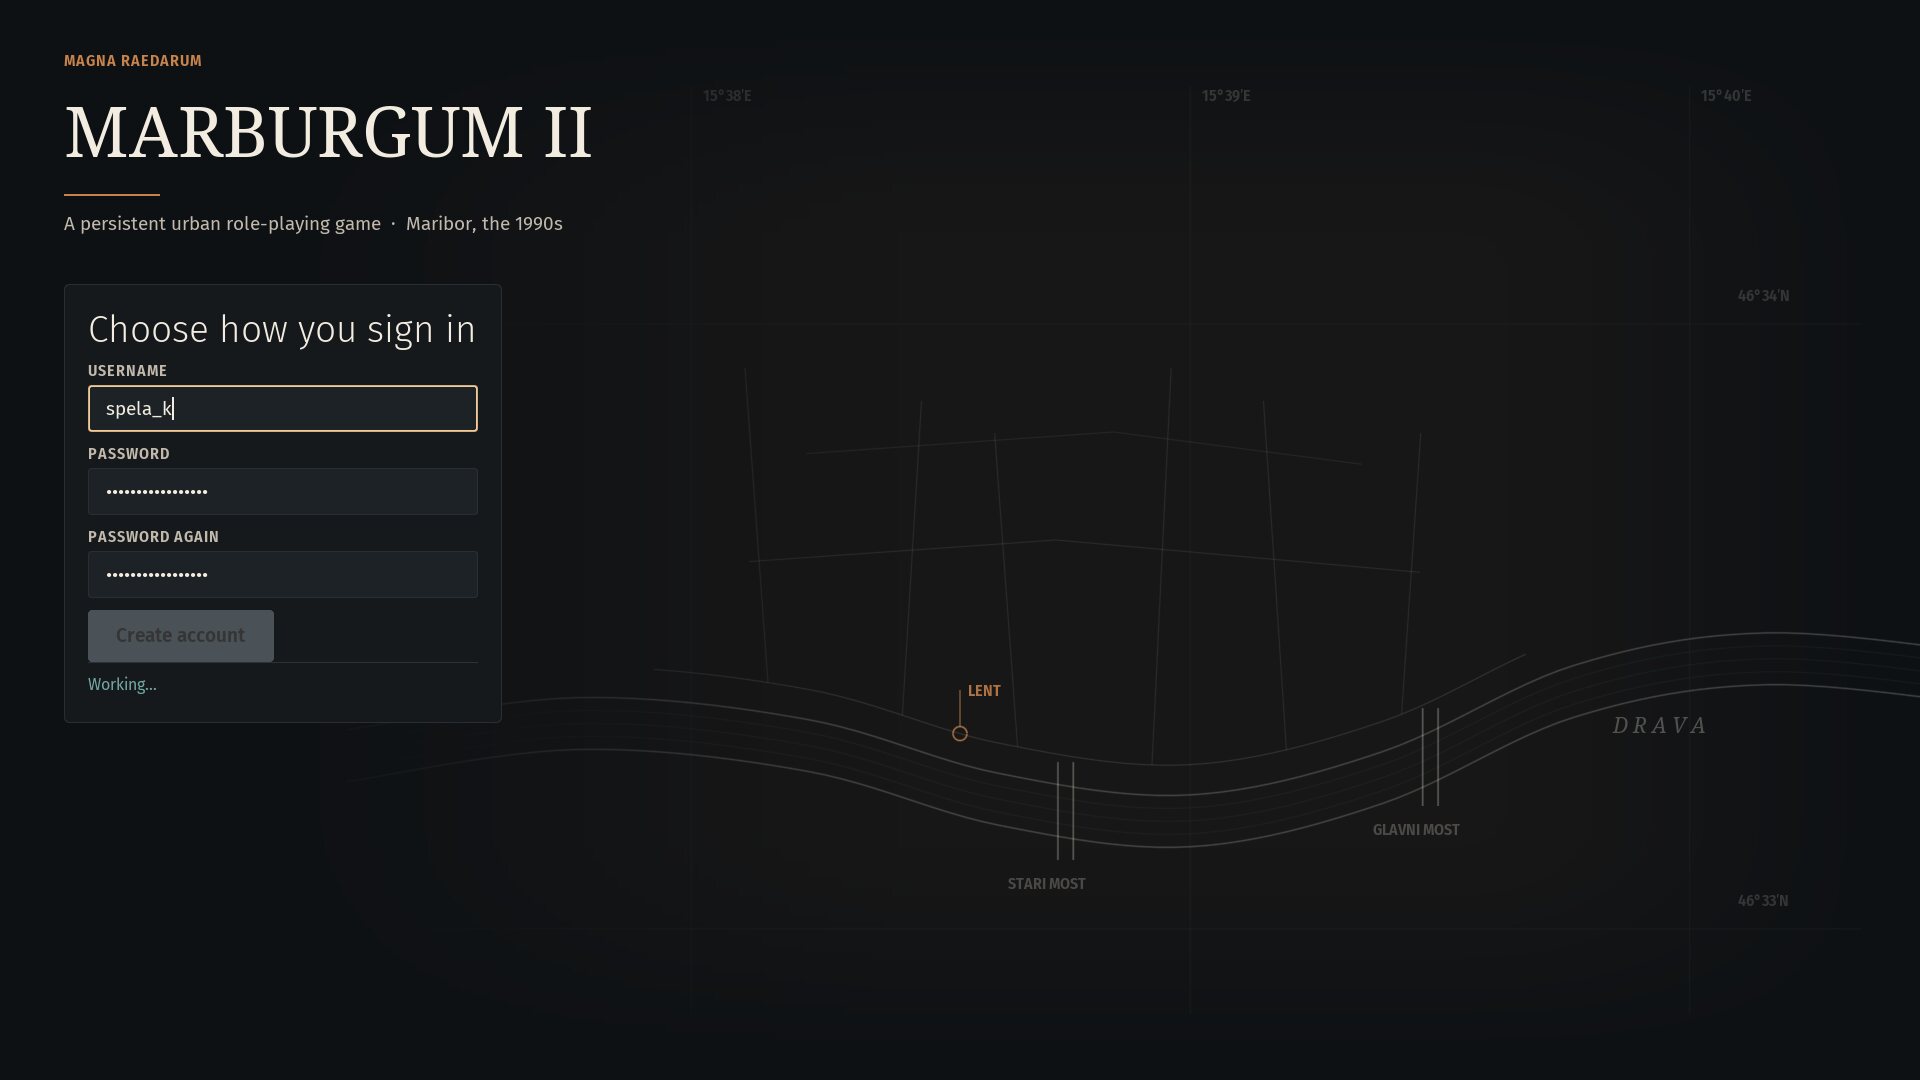 MAGNA RAEDARUM
MARBURGUM II
A persistent urban role-playing game · Maribor, the 1990s
Choose how you sign in
USERNAME
spela_k
PASSWORD
•••••••••••••••••
PASSWORD AGAIN
•••••••••••••••••
Create account
Working...
15°38'E
15°39'E
15°40'E
46°34'N
LENT
DRAVA
GLAVNI MOST
STARI MOST
46°33'N